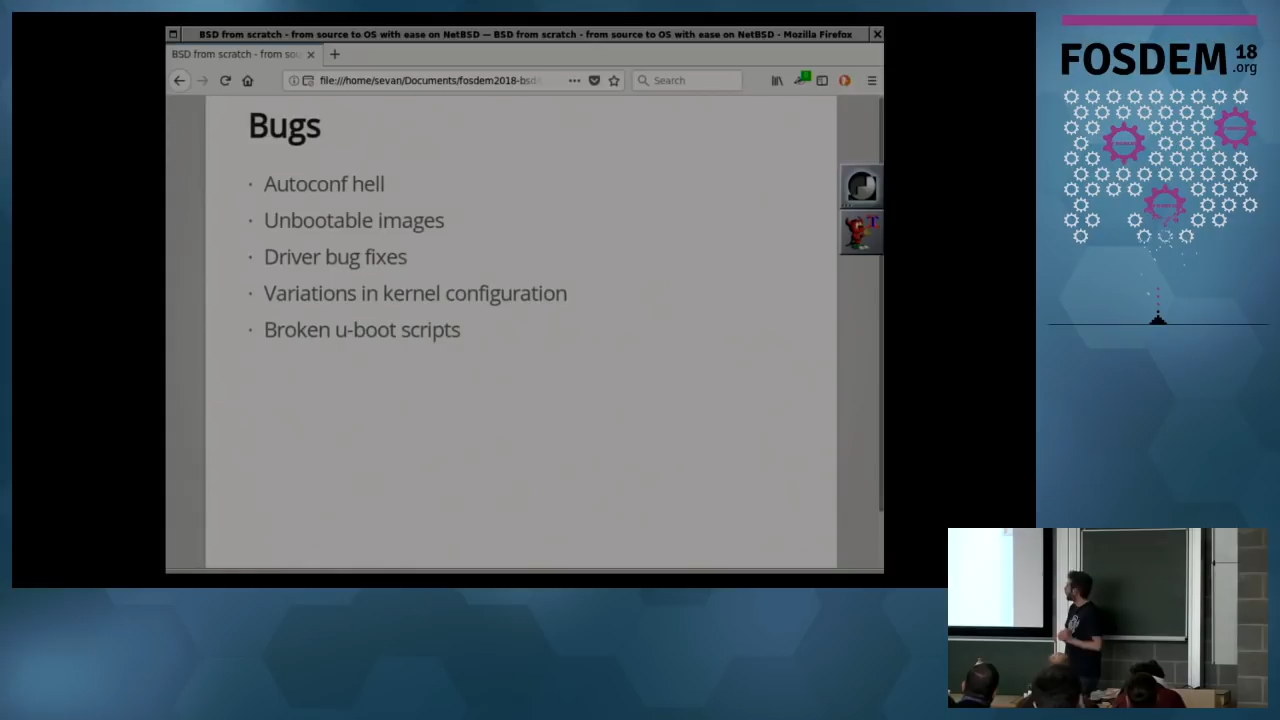 BSD from scratch - from source to OS with ease on NetBSD — BSD from scratch - from source to OS with ease on NetBSD - Mozilla Firefox
BSD from scratch - from sou
file:///home/sevan/Documents/fosdem2018-bsd
Search
Bugs
· Autoconf hell
· Unbootable images
· Driver bug fixes
· Variations in kernel configuration
· Broken u-boot scripts
T
FOSDEM 18
.org